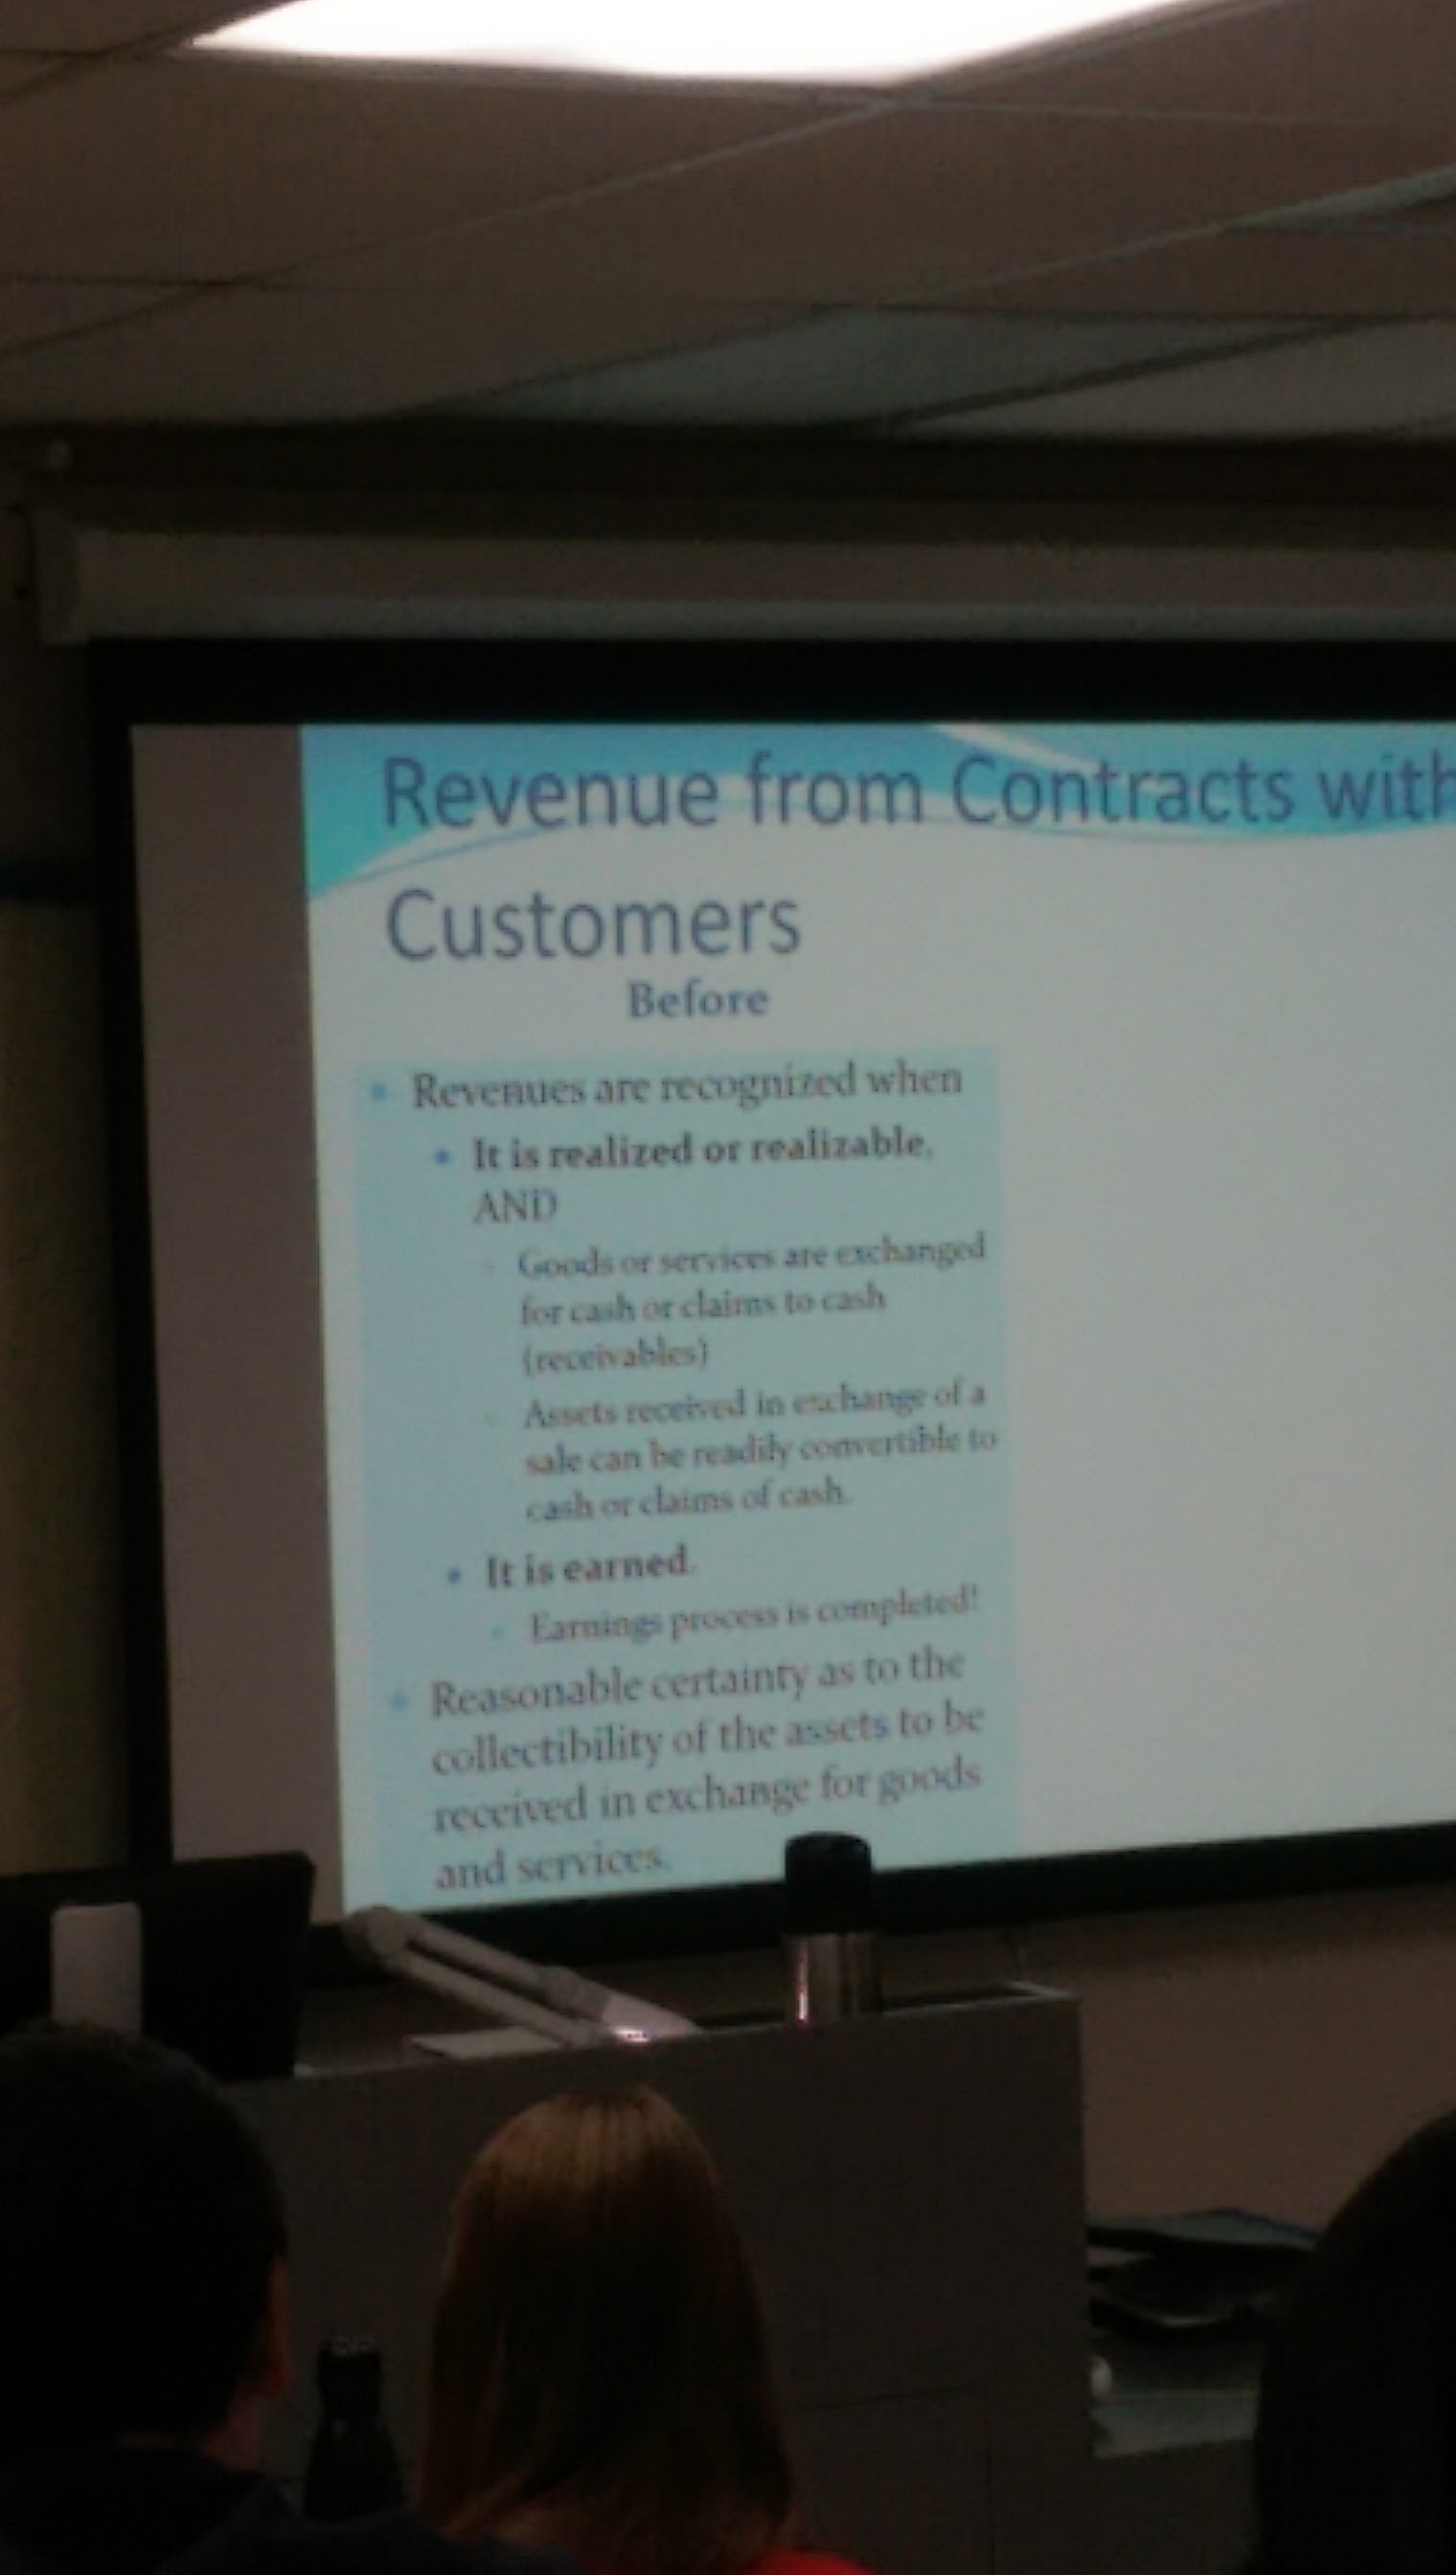 Revenue from Contracts with
Customers
Before
Revenues are recognized when
It is realized or realizable,
AND
Goods or services are exchanged
for cash or claims to cash
(receivables)
Assets received in exchange of a
sale can be readily convertible to
cash or claims of cash.
It is earned.
Earnings process is completed!
Reasonable certainty as to the
collectibility of the assets to be
received in exchange for goods
and services.